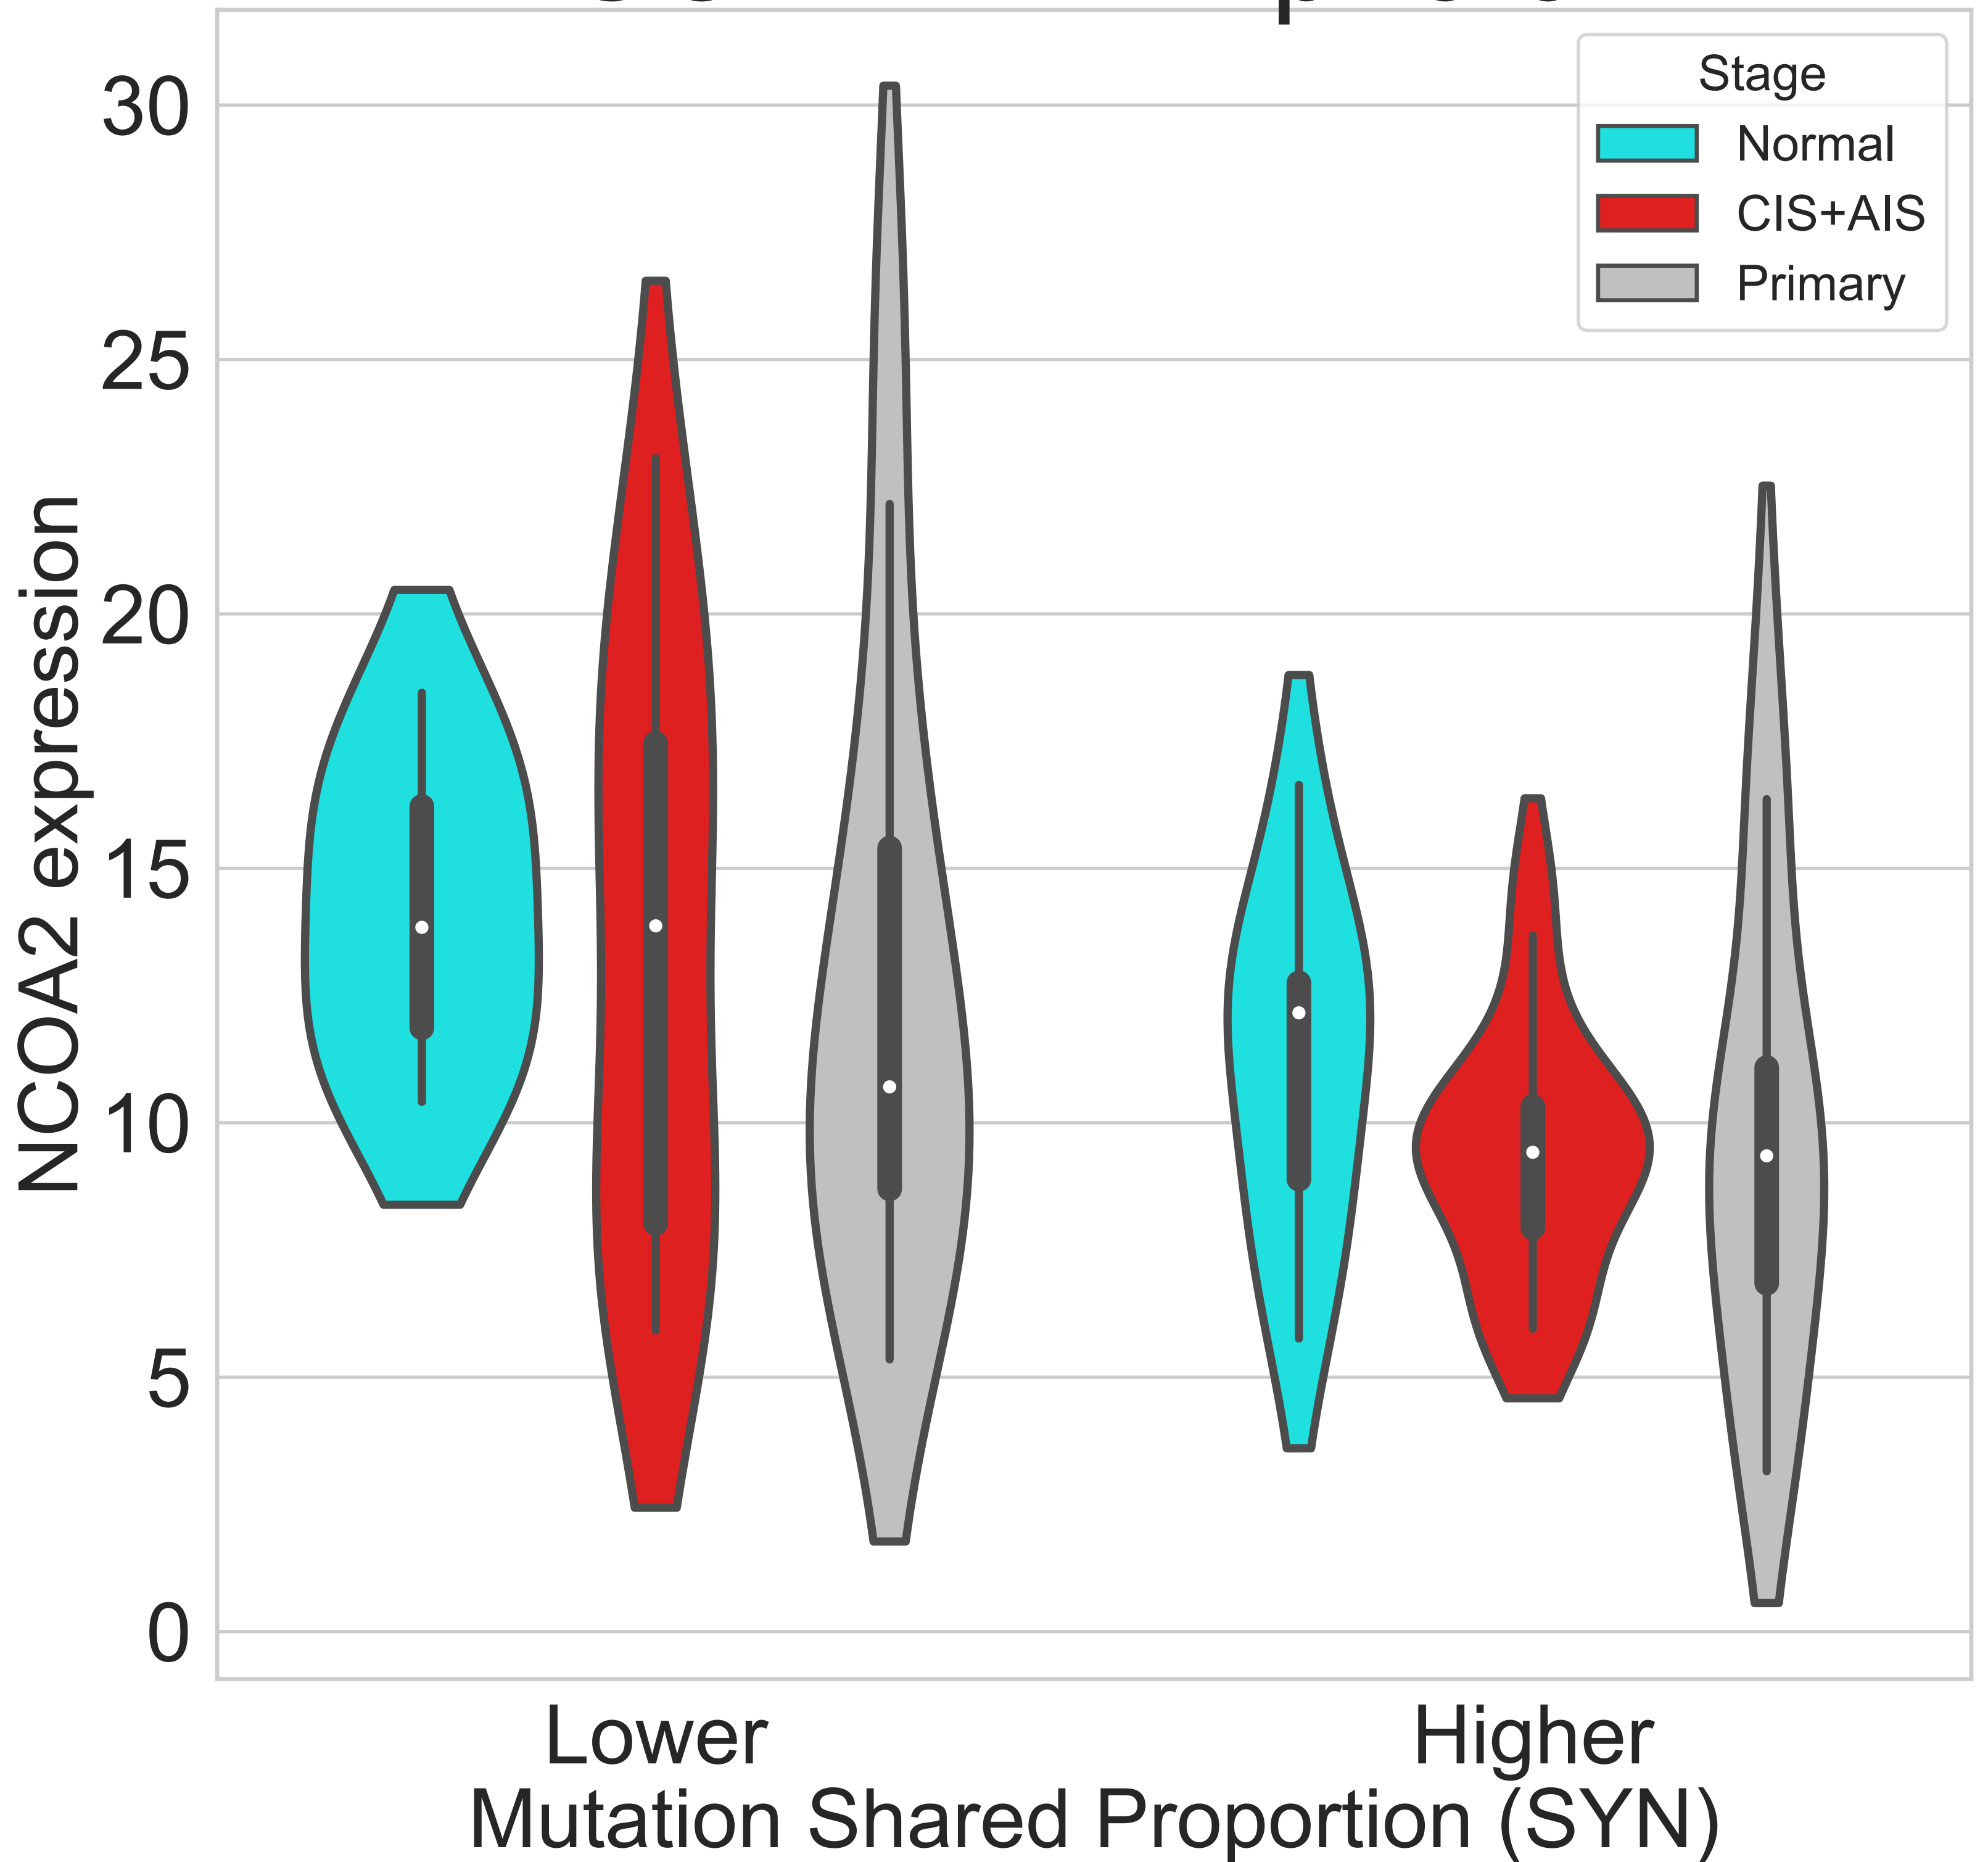 Stage
Normal
CIS+AIS
Primary
30
25
20
15
10
5
0
NCOA2 expression
Lower
Higher
Mutation Shared Proportion (SYN)